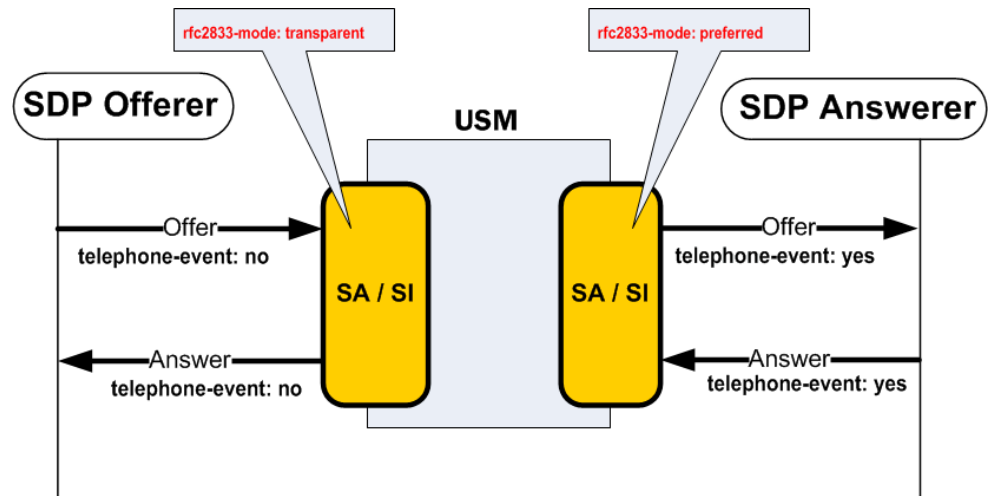 rfc2833-mode: transparent
rfc2833-mode: preferred
SDP Offerer
SDP Answerer
USM
Offer
telephone-event: no
Offer
telephone-event: yes
SA / SI
SA / SI
Answer
telephone-event: no
Answer
telephone-event: yes